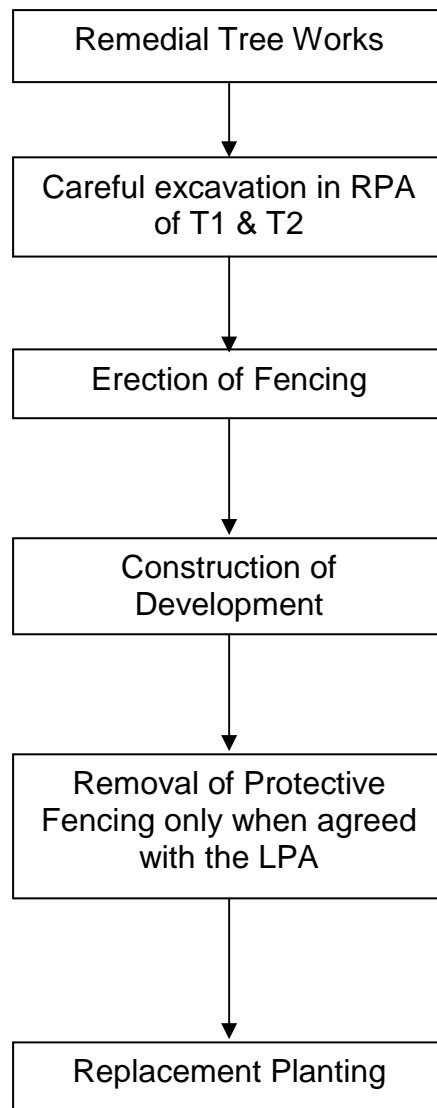 Remedial Tree Works
Careful excavation in RPA
of T1 & T2
Erection of Fencing
Construction of
Development
Removal of Protective
Fencing only when agreed
with the LPA
Replacement Planting